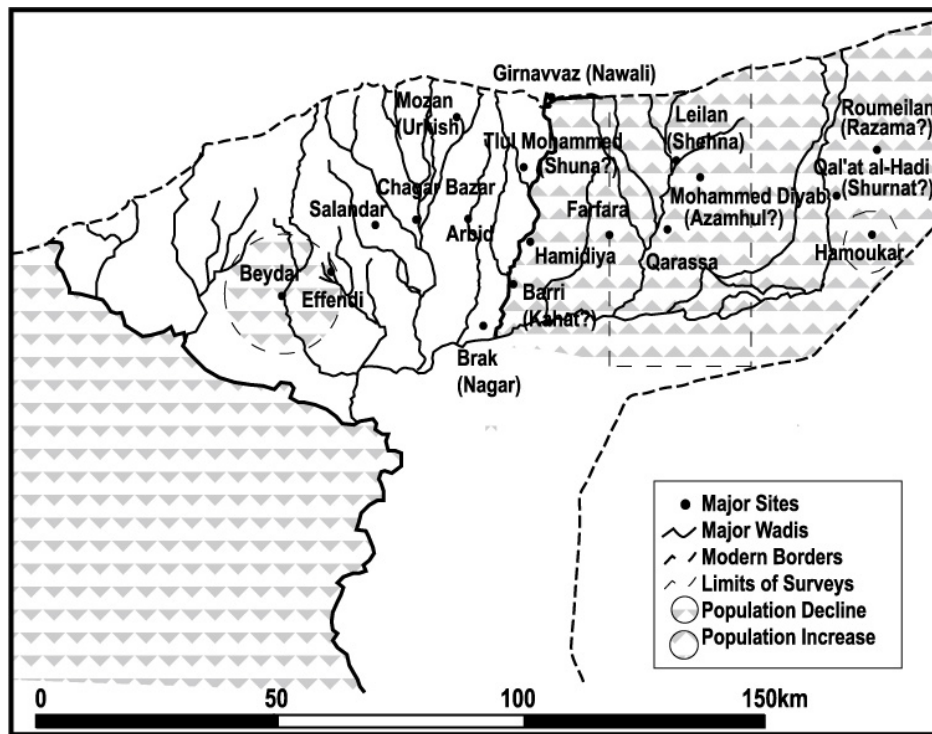 Girnavvaz (Nawali)
Mozan
(Urkish)
Tlul Mohammed
(Shuna?)
Leilan
(Shehna)
Roumeilan
(Razama?)
Qal'at al-Hadi
(Shurnat?)
Chagar Bazar
Salandar
Arbid
Farfara
Mohammed Diyab
(Azamhul?)
Hamidiya
Qarassa
Hamoukar
Beydar
Effendi
Barri
(Kahat?)
Brak
(Nagar)
Major Sites
Major Wadis
Modern Borders
Limits of Surveys
Population Decline
Population Increase
0 50 100 150km